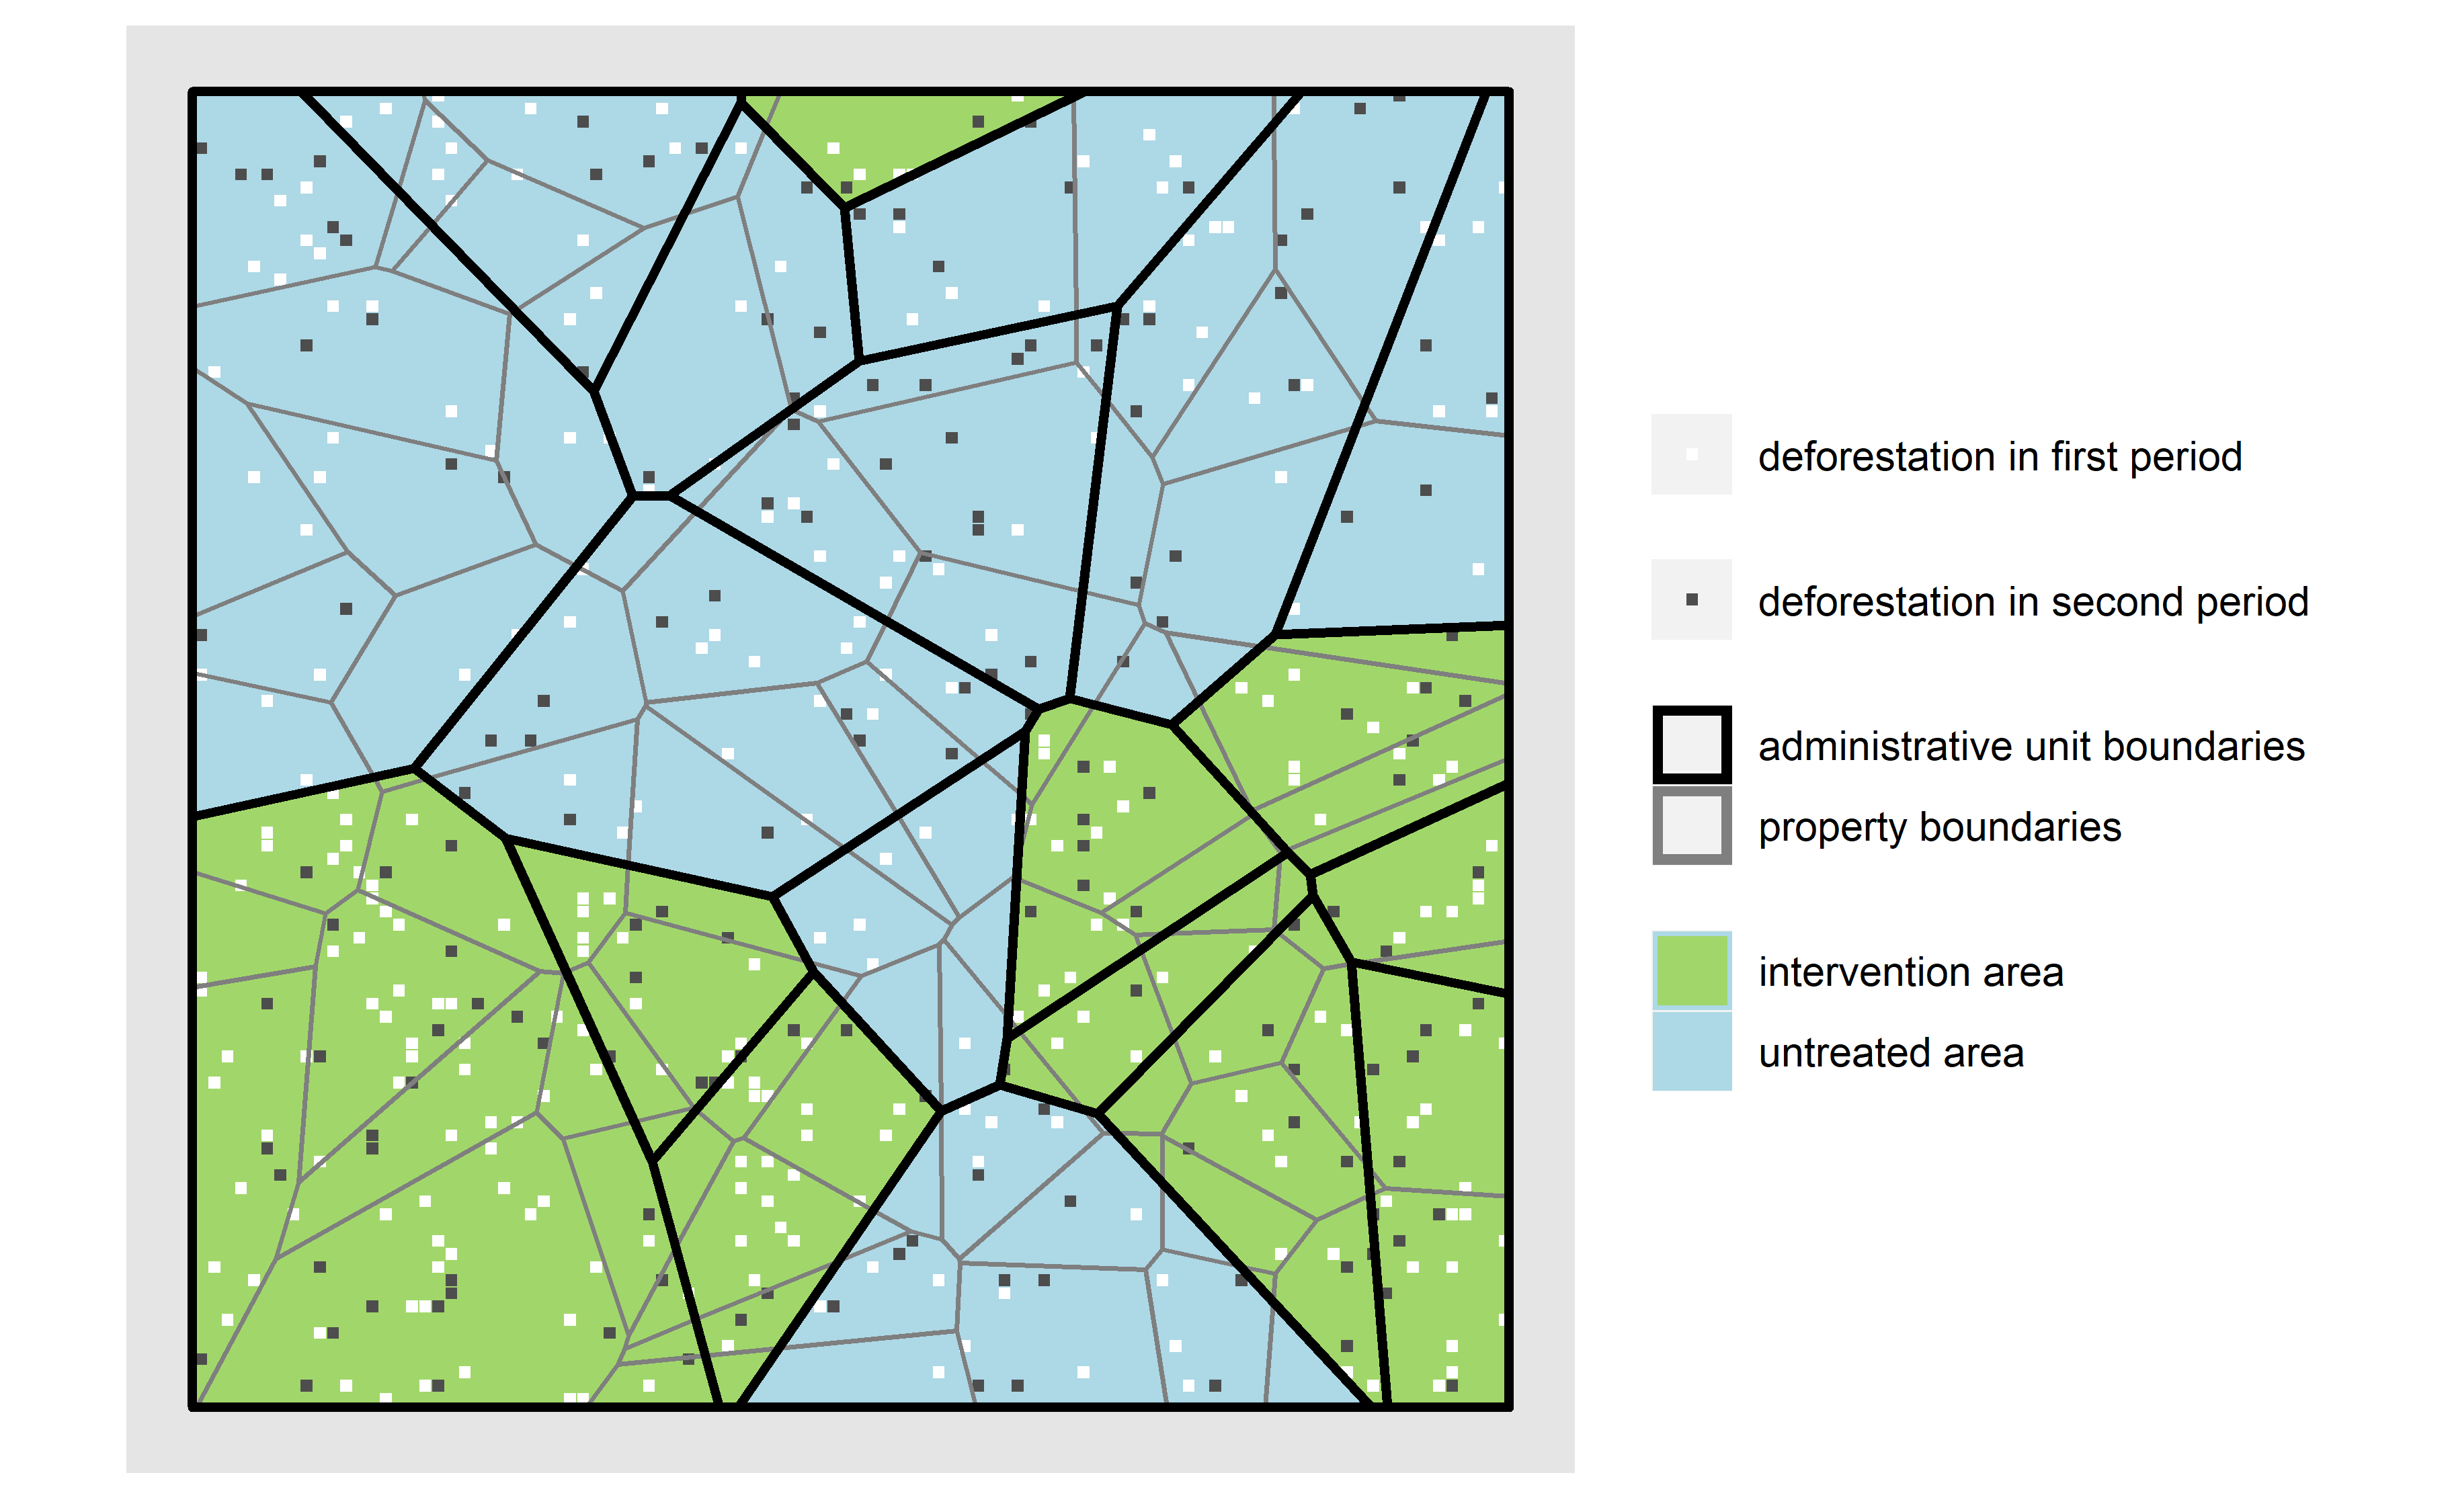 deforestation in first period
deforestation in second period
administrative unit boundaries
property boundaries
intervention area
untreated area